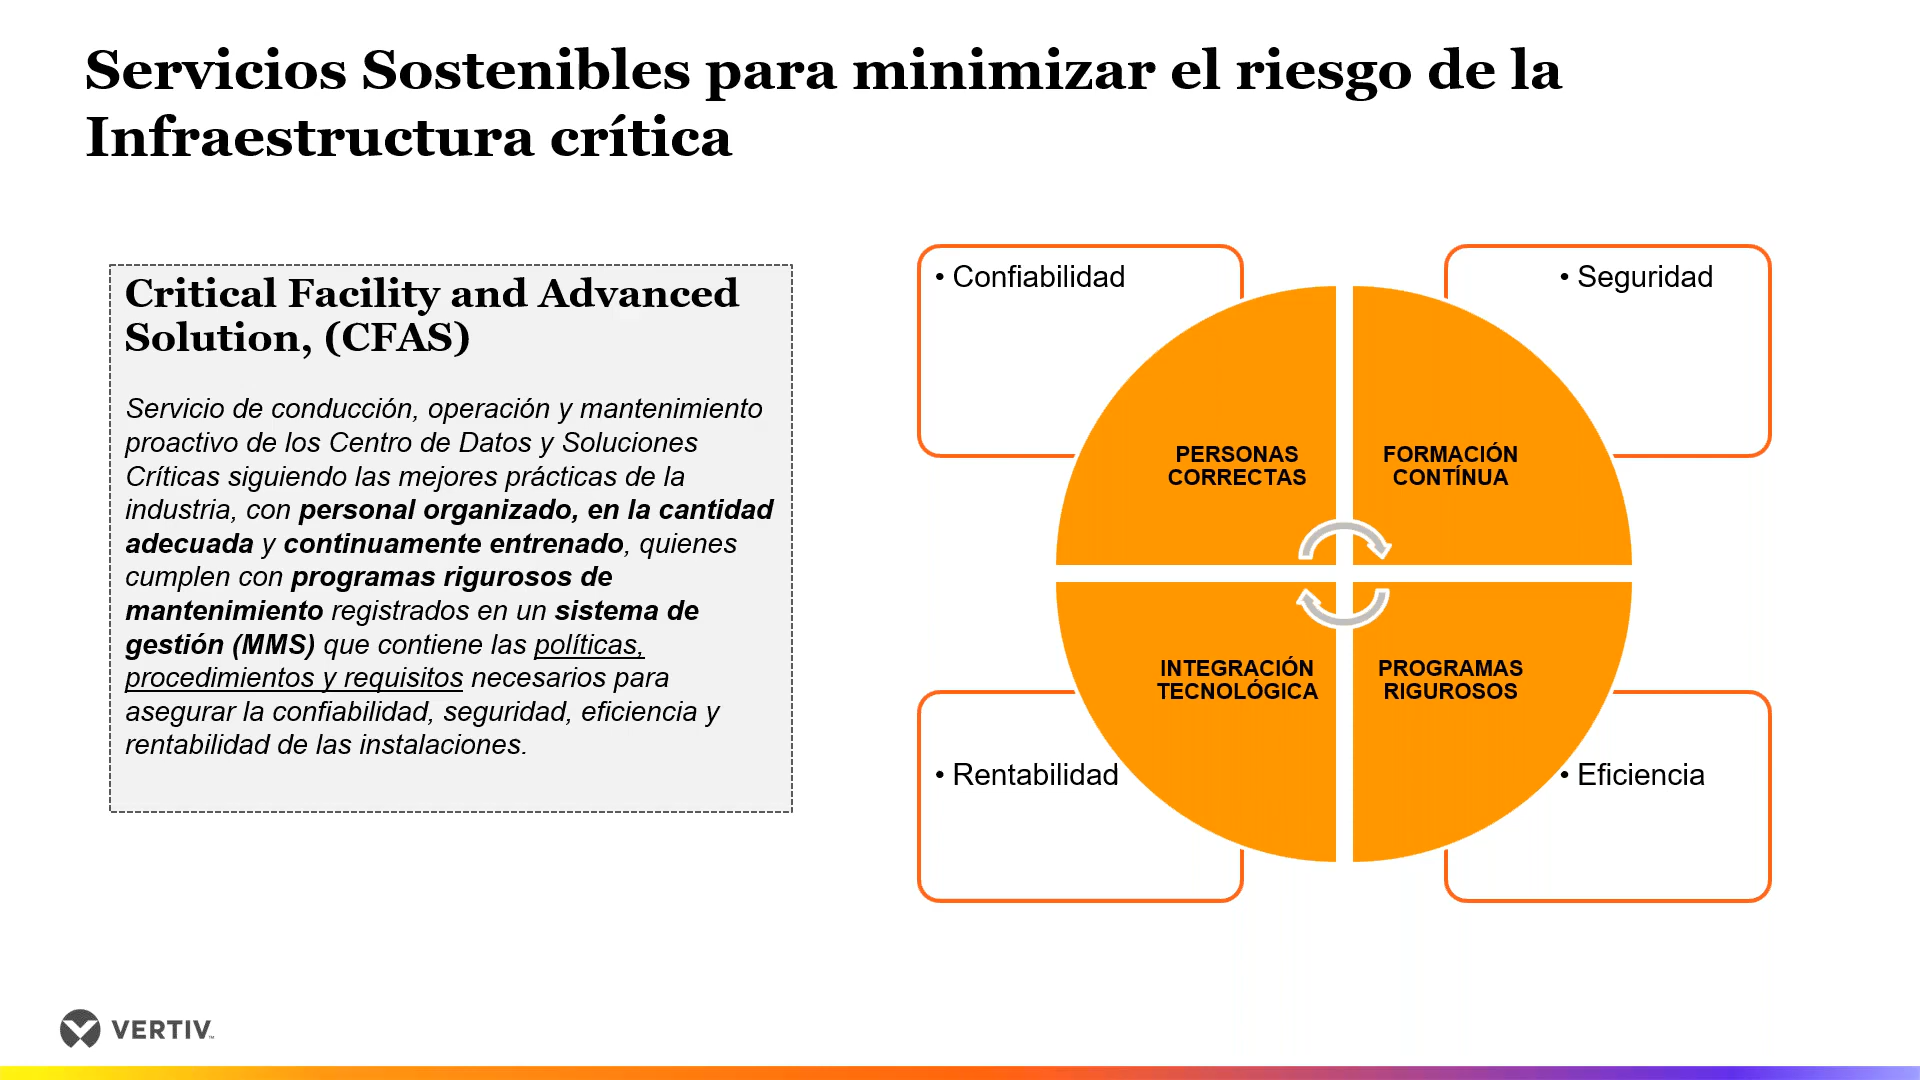 Servicios Sostenibles para minimizar el riesgo de la
Infraestructura crítica
Critical Facility and Advanced
Solution, (CFAS)
Servicio de conducción, operación y mantenimiento
proactivo de los Centro de Datos y Soluciones
Críticas siguiendo las mejores prácticas de la
industria, con personal organizado, en la cantidad
adecuada y continuamente entrenado, quienes
cumplen con programas rigurosos de
mantenimiento registrados en un sistema de
gestión (MMS) que contiene las políticas,
procedimientos y requisitos necesarios para
asegurar la confiabilidad, seguridad, eficiencia y
rentabilidad de las instalaciones.
• Confiabilidad
• Seguridad
PERSONAS
CORRECTAS
FORMACIÓN
CONTÍNUA
INTEGRACIÓN
TECNOLÓGICA
PROGRAMAS
RIGUROSOS
• Rentabilidad
• Eficiencia
VERTIV™